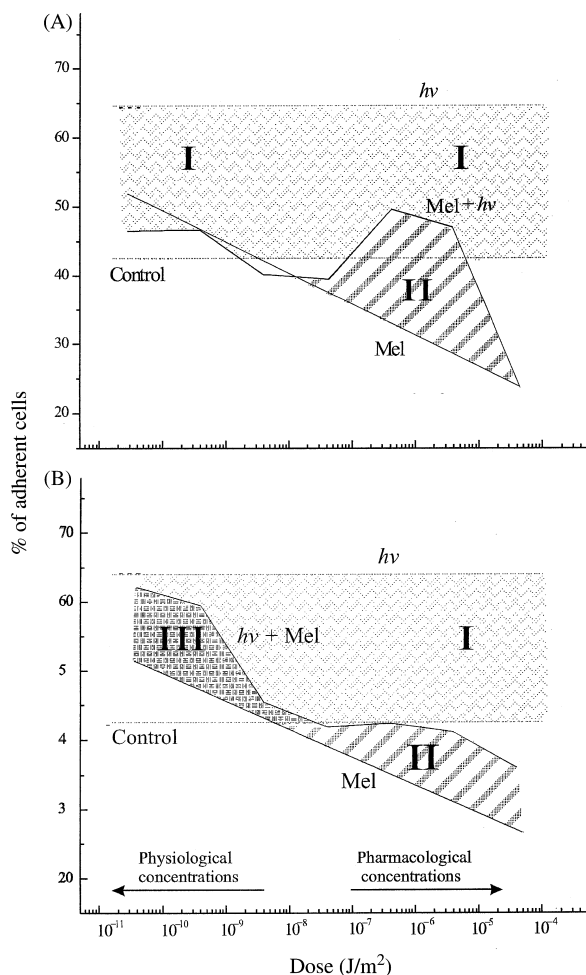 (A)
70
hν
60
I I
50
Mel + hν
Control
40
II
30
Mel
20
% of adherent cells
(B)
70
hν
60
III hν + Mel I
5
Control
4
II
Mel
3
Physiological concentrations
Pharmacological concentrations
20
10⁻¹¹ 10⁻¹⁰ 10⁻⁹ 10⁻⁸ 10⁻⁷ 10⁻⁶ 10⁻⁵ 10⁻⁴
Dose (J/m²)